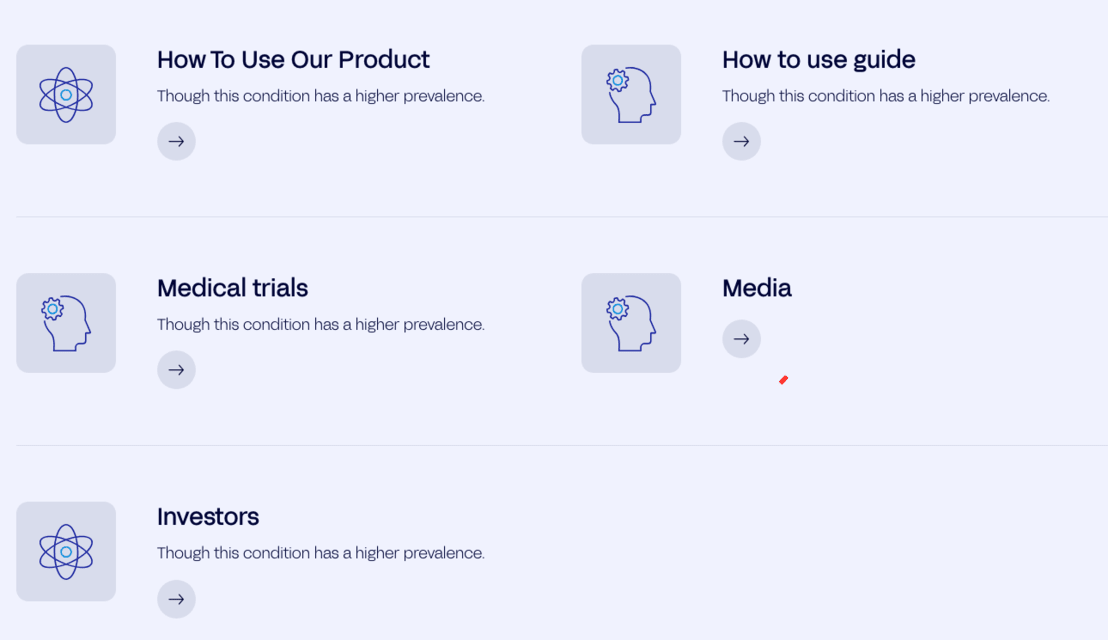 How To Use Our Product
Though this condition has a higher prevalence.
How to use guide
Though this condition has a higher prevalence.
Medical trials
Though this condition has a higher prevalence.
Media
Investors
Though this condition has a higher prevalence.